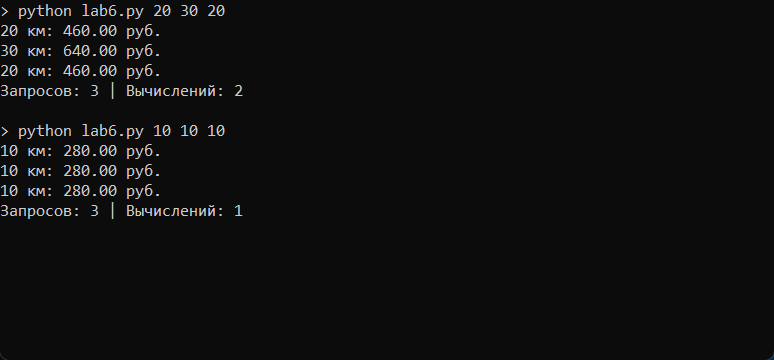 > python lab6.py 20 30 20
20 км: 460.00 руб.
30 км: 640.00 руб.
20 км: 460.00 руб.
Запросов: 3 | Вычислений: 2
> python lab6.py 10 10 10
10 км: 280.00 руб.
10 км: 280.00 руб.
10 км: 280.00 руб.
Запросов: 3 | Вычислений: 1